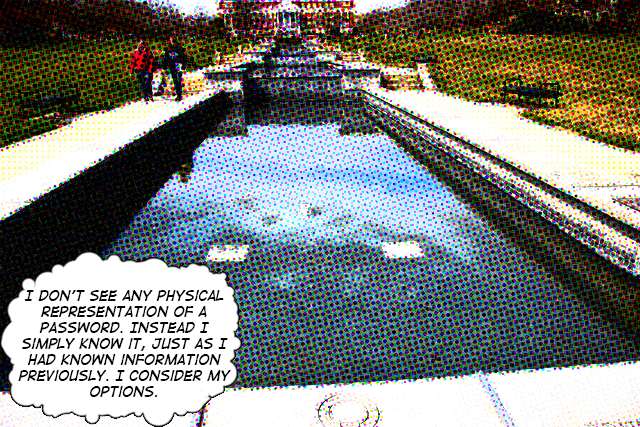 I DON'T SEE ANY PHYSICAL
REPRESENTATION OF A
PASSWORD. INSTEAD I
SIMPLY KNOW IT, JUST AS I
HAD KNOWN INFORMATION
PREVIOUSLY. I CONSIDER MY
OPTIONS.